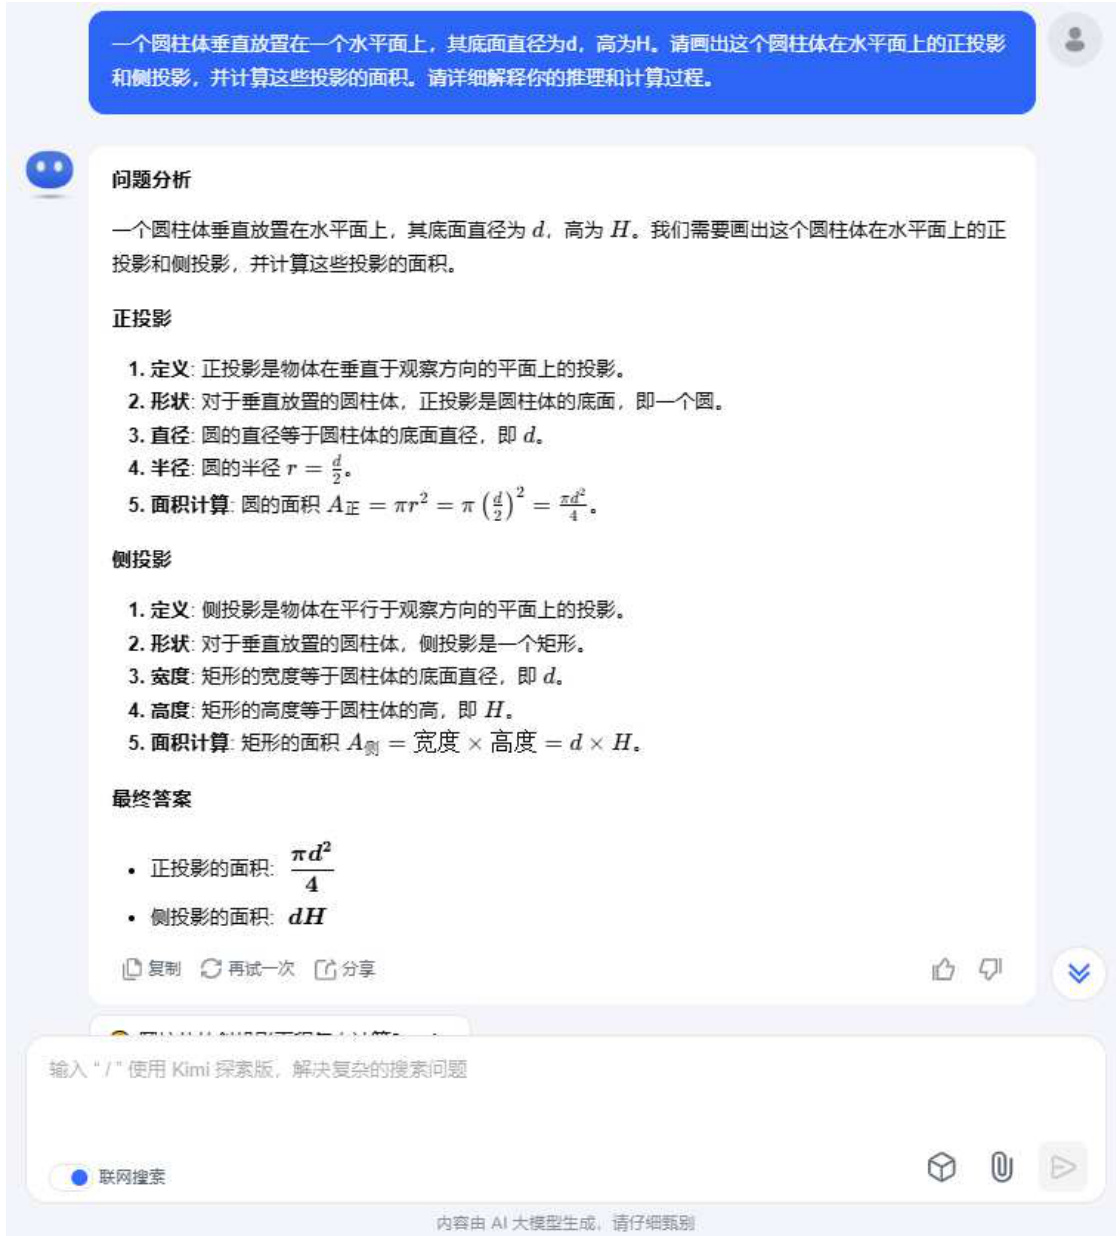 一个圆柱体垂直放置在一个水平面上，其底面直径为d，高为H。请画出这个圆柱体在水平面上的正投影
和侧投影，并计算这些投影的面积。请详细解释你的推理和计算过程。
问题分析
一个圆柱体垂直放置在水平面上，其底面直径为 d，高为 H。我们需要画出这个圆柱体在水平面上的正
投影和侧投影，并计算这些投影的面积。
正投影
1. 定义: 正投影是物体在垂直于观察方向的平面上的投影。
2. 形状: 对于垂直放置的圆柱体，正投影是圆柱体的底面，即一个圆。
3. 直径: 圆的直径等于圆柱体的底面直径，即 d。
4. 半径: 圆的半径 r = d/2。
5. 面积计算: 圆的面积 A正 = πr² = π(d/2)² = πd²/4。
侧投影
1. 定义: 侧投影是物体在平行于观察方向的平面上的投影。
2. 形状: 对于垂直放置的圆柱体，侧投影是一个矩形。
3. 宽度: 矩形的宽度等于圆柱体的底面直径，即 d。
4. 高度: 矩形的高度等于圆柱体的高，即 H。
5. 面积计算: 矩形的面积 A侧 = 宽度 × 高度 = d × H。
最终答案
• 正投影的面积: πd²/4
• 侧投影的面积: dH
复制 再试一次 分享
输入 “ / ” 使用 Kimi 探索版，解决复杂的搜索问题
联网搜索
内容由 AI 大模型生成，请仔细甄别